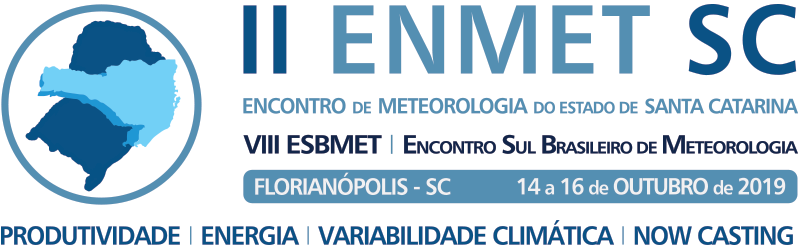 II ENMET SC
ENCONTRO DE METEOROLOGIA DO ESTADO DE SANTA CATARINA
VIII ESBMET | ENCONTRO SUL BRASILEIRO DE METEOROLOGIA
FLORIANÓPOLIS - SC 14 a 16 de OUTUBRO de 2019
PRODUTIVIDADE | ENERGIA | VARIABILIDADE CLIMÁTICA | NOW CASTING